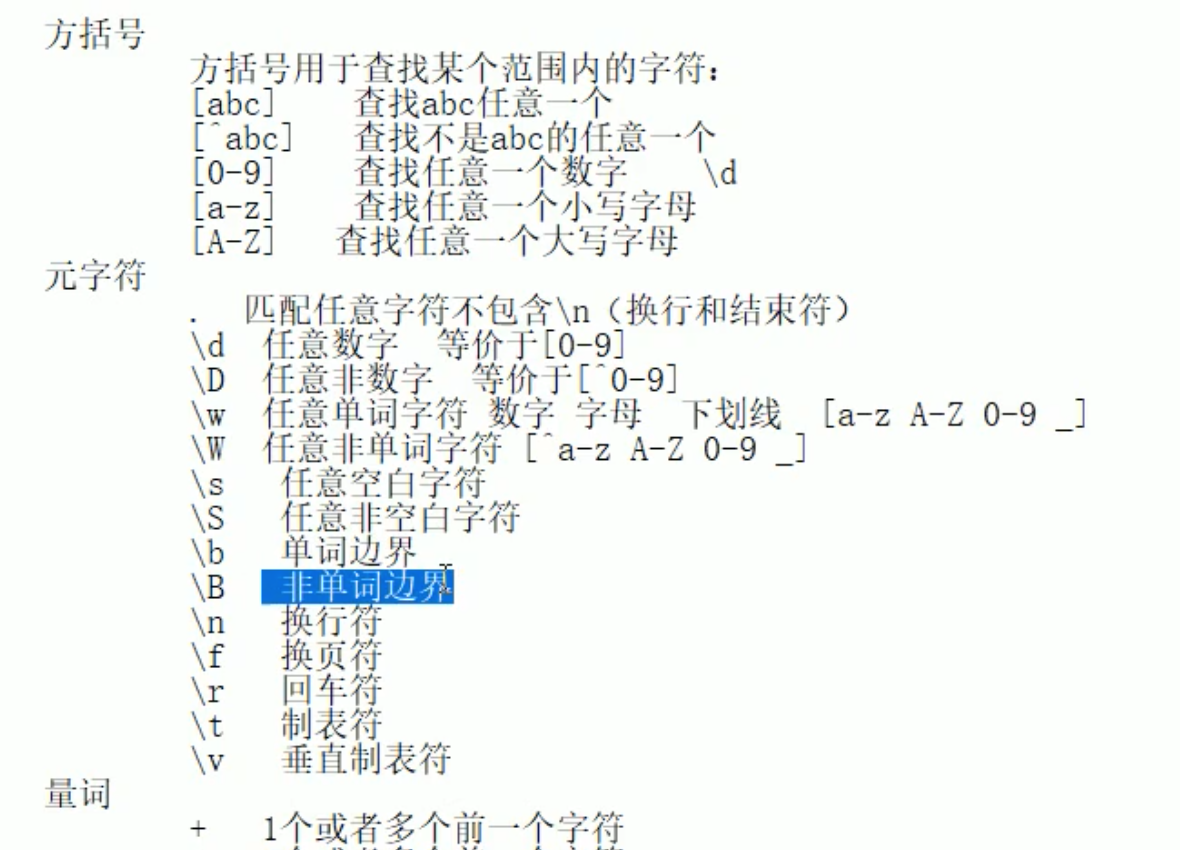 方括号
方括号用于查找某个范围内的字符：
[abc] 查找abc任意一个
[^abc] 查找不是abc的任意一个
[0-9] 查找任意一个数字 \d
[a-z] 查找任意一个小写字母
[A-Z] 查找任意一个大写字母
元字符
. 匹配任意字符不包含\n（换行和结束符）
\d 任意数字 等价于[0-9]
\D 任意非数字 等价于[^0-9]
\w 任意单词字符 数字 字母 下划线 [a-z A-Z 0-9 _]
\W 任意非单词字符 [^a-z A-Z 0-9 _]
\s 任意空白字符
\S 任意非空白字符
\b 单词边界
\B 非单词边界
\n 换行符
\f 换页符
\r 回车符
\t 制表符
\v 垂直制表符
量词
+ 1个或者多个前一个字符